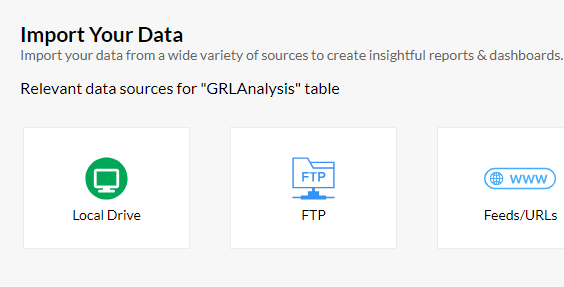 Import Your Data
Import your data from a wide variety of sources to create insightful reports & dashboards.
Relevant data sources for "GRLAnalysis" table
FTP
WWW
Local Drive
FTP
Feeds/URLs